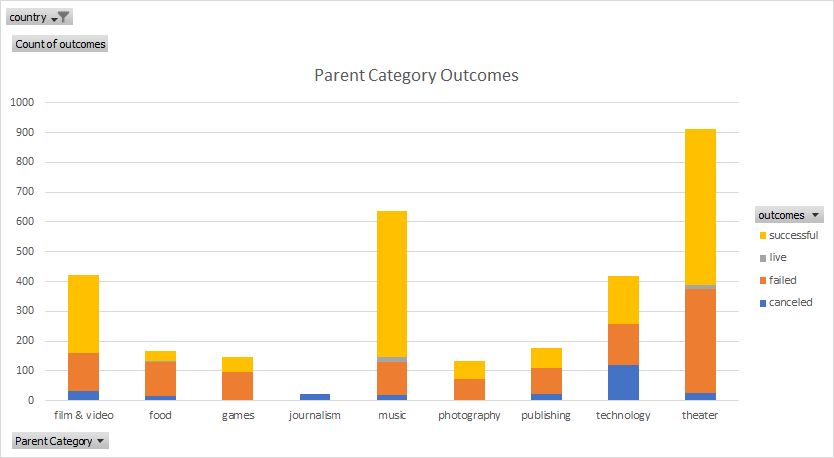 country
Count of outcomes
Parent Category Outcomes
1000
900
800
700
600
500
400
300
200
100
0
film & video food games journalism music photography publishing technology theater
outcomes
successful
live
failed
canceled
Parent Category